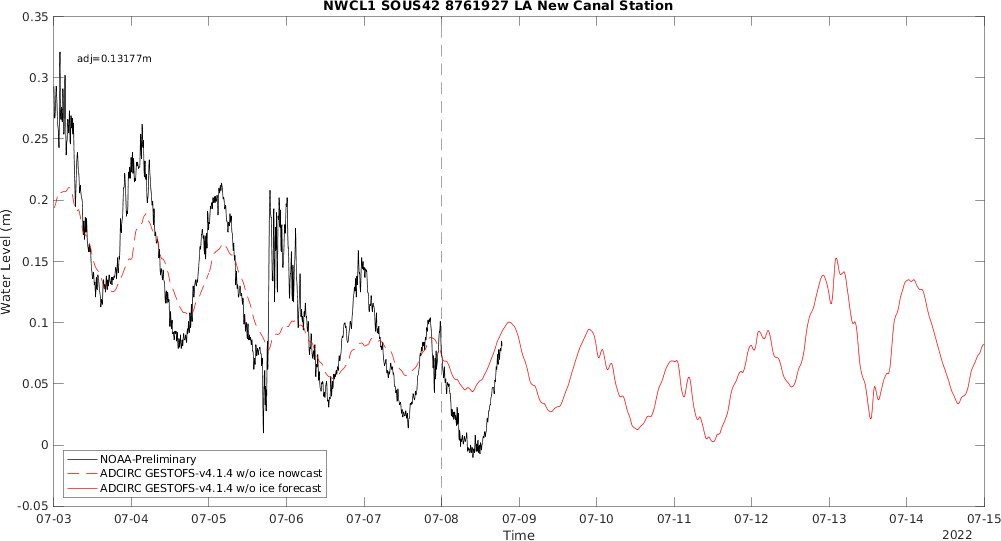 NWCL1 SOUS42 8761927 LA New Canal Station
adj=0.13177m
0.35
0.3
0.25
0.2
0.15
0.1
0.05
0
-0.05
Water Level (m)
NOAA-Preliminary
ADCIRC GESTOFS-v4.1.4 w/o ice nowcast
ADCIRC GESTOFS-v4.1.4 w/o ice forecast
07-03 07-04 07-05 07-06 07-07 07-08 07-09 07-10 07-11 07-12 07-13 07-14 07-15
Time
2022